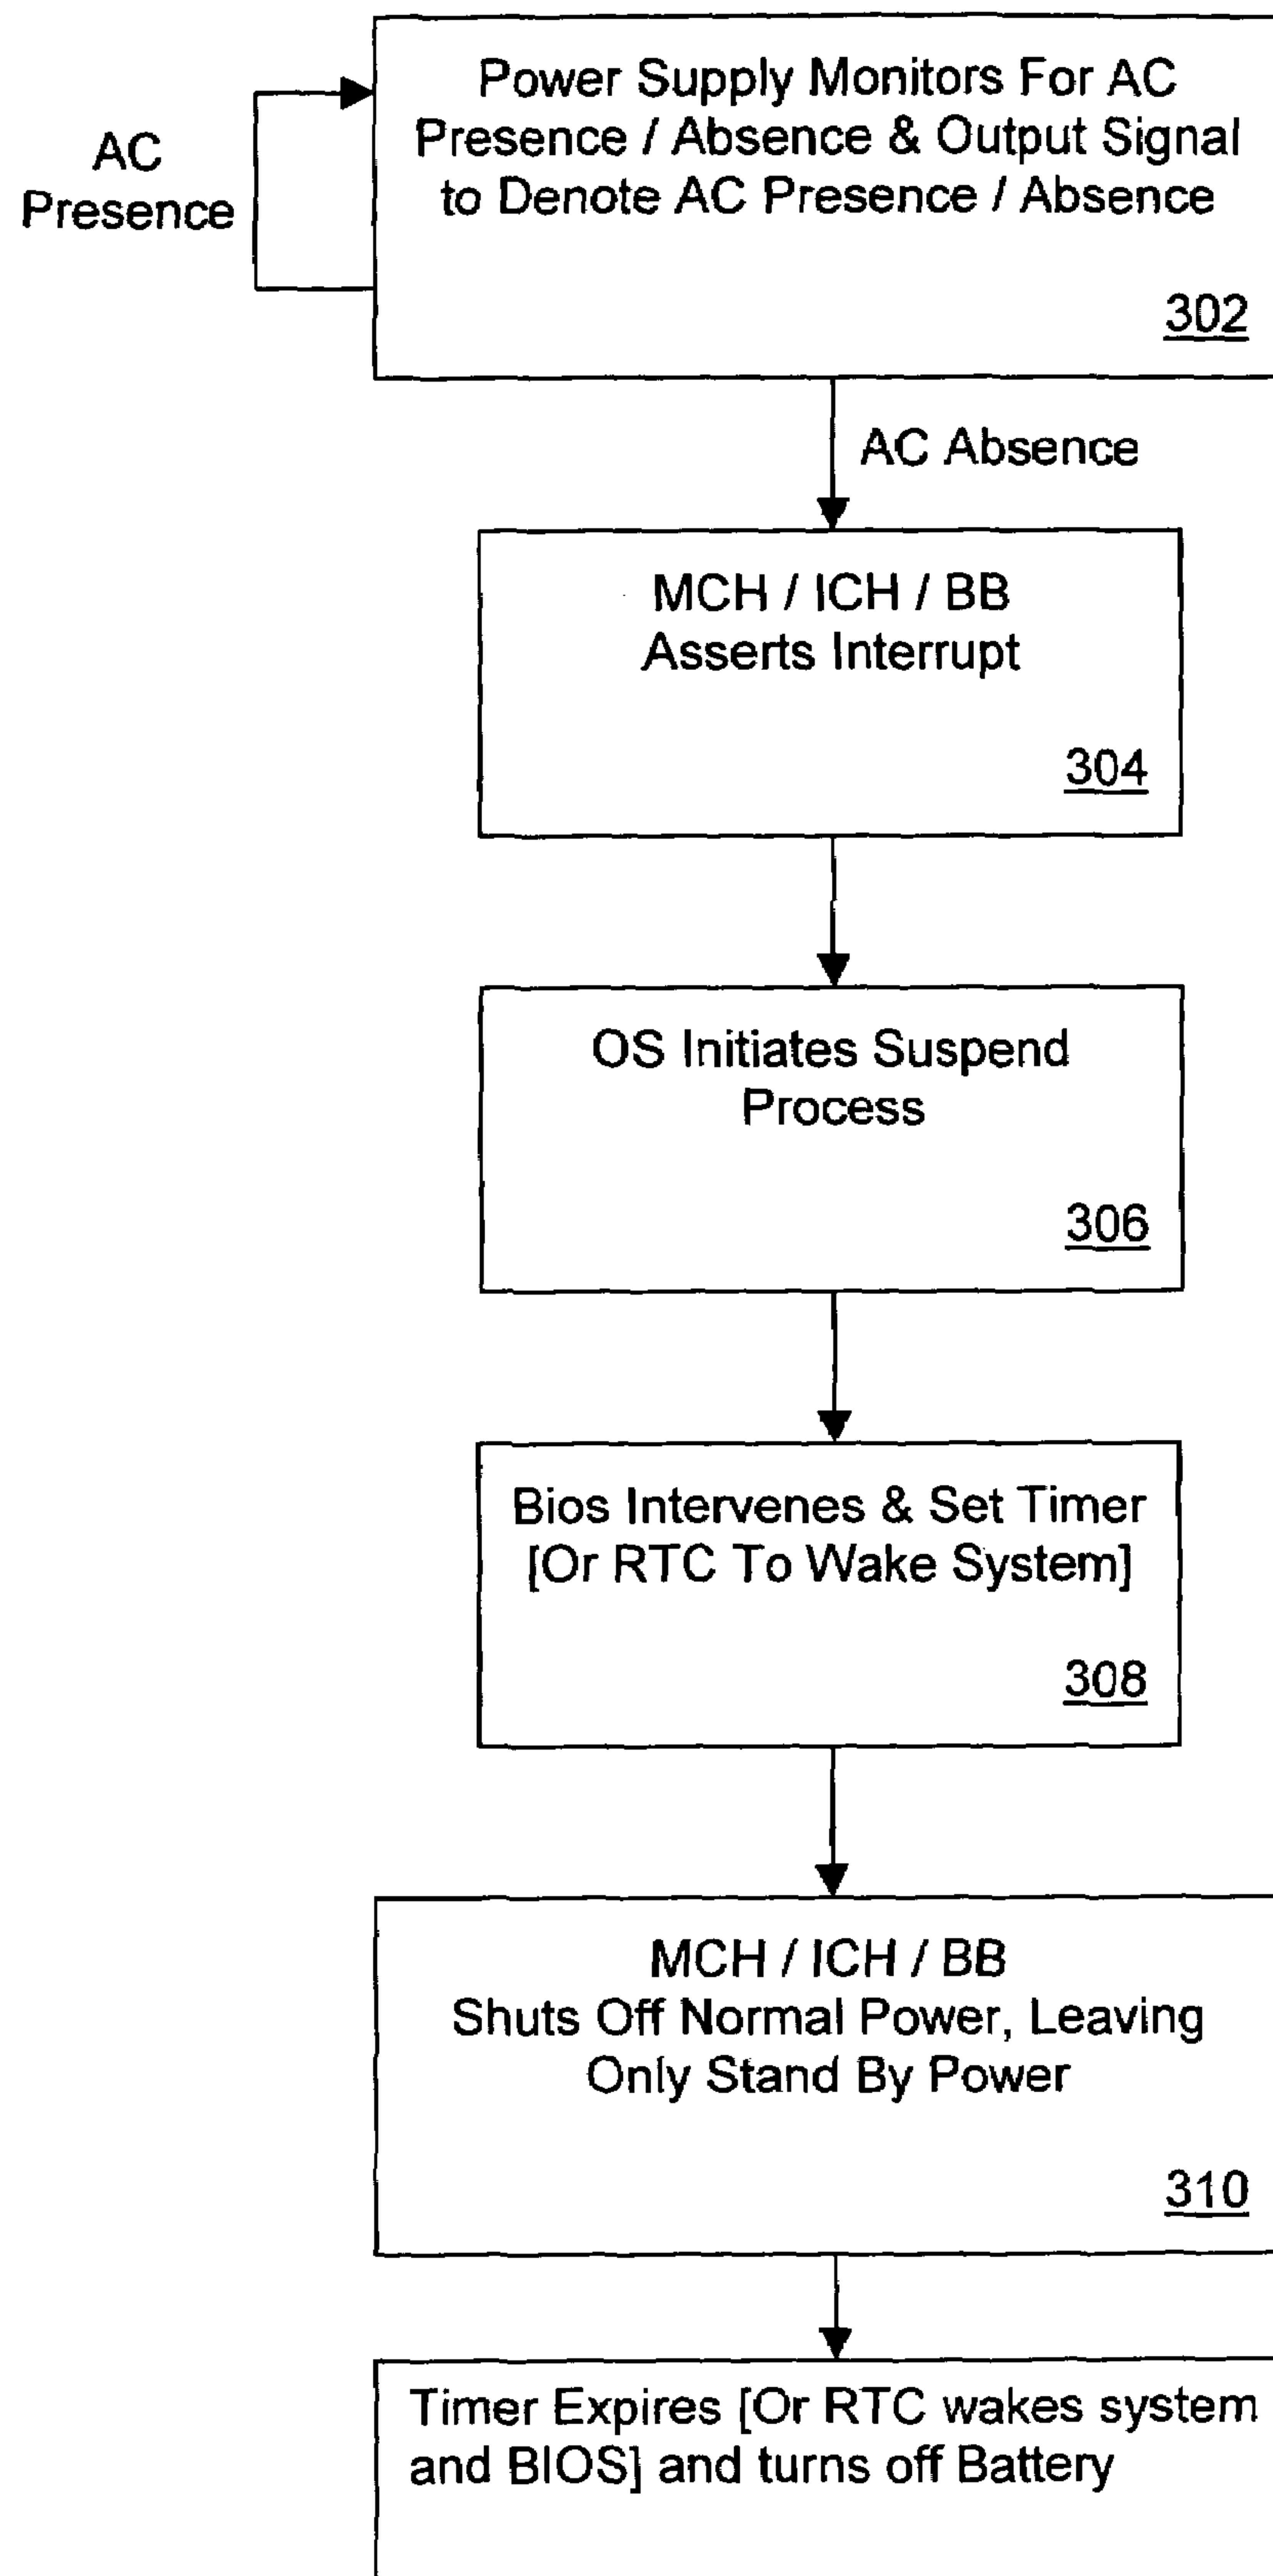 Power Supply Monitors For AC
Presence / Absence & Output Signal
to Denote AC Presence / Absence
302
AC
Presence
AC Absence
MCH / ICH / BB
Asserts Interrupt
304
OS Initiates Suspend
Process
306
Bios Intervenes & Set Timer
[Or RTC To Wake System]
308
MCH / ICH / BB
Shuts Off Normal Power, Leaving
Only Stand By Power
310
Timer Expires [Or RTC wakes system
and BIOS] and turns off Battery